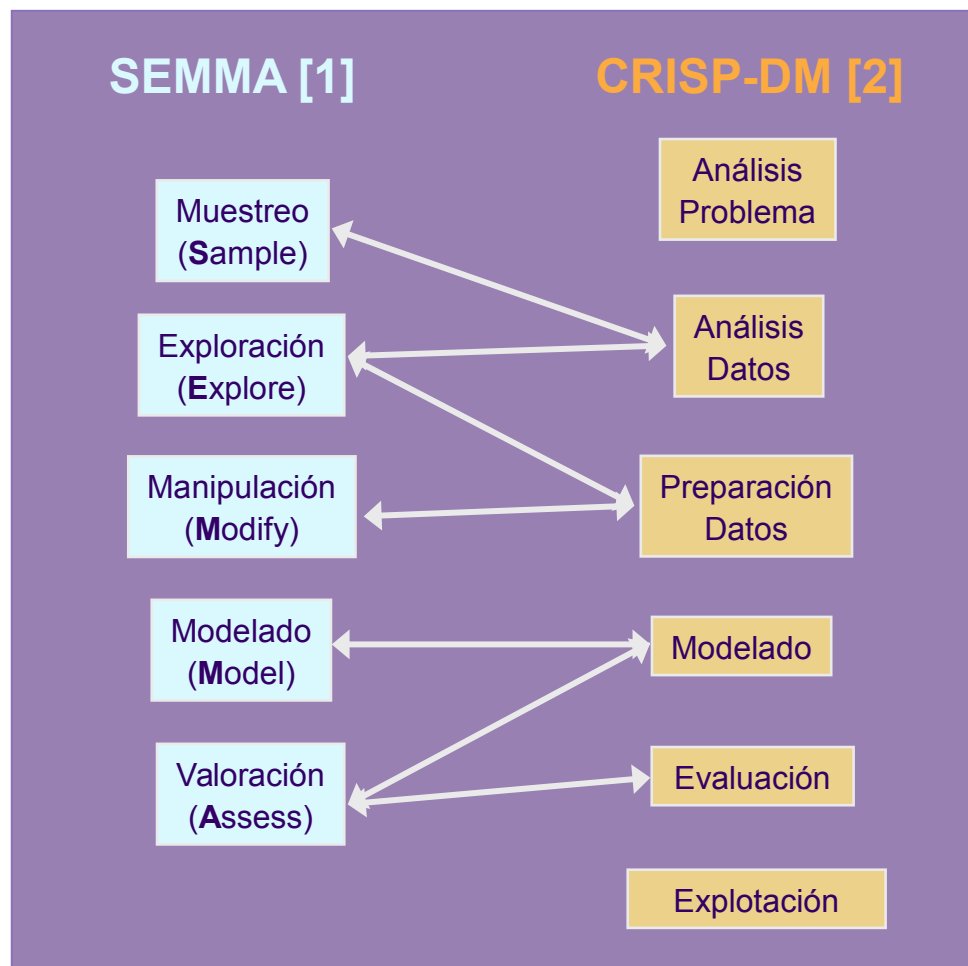 SEMMA [1]
Muestreo
(Sample)
Exploración
(Explore)
Manipulación
(Modify)
Modelado
(Model)
Valoración
(Assess)
CRISP-DM [2]
Análisis
Problema
Análisis
Datos
Preparación
Datos
Modelado
Evaluación
Explotación